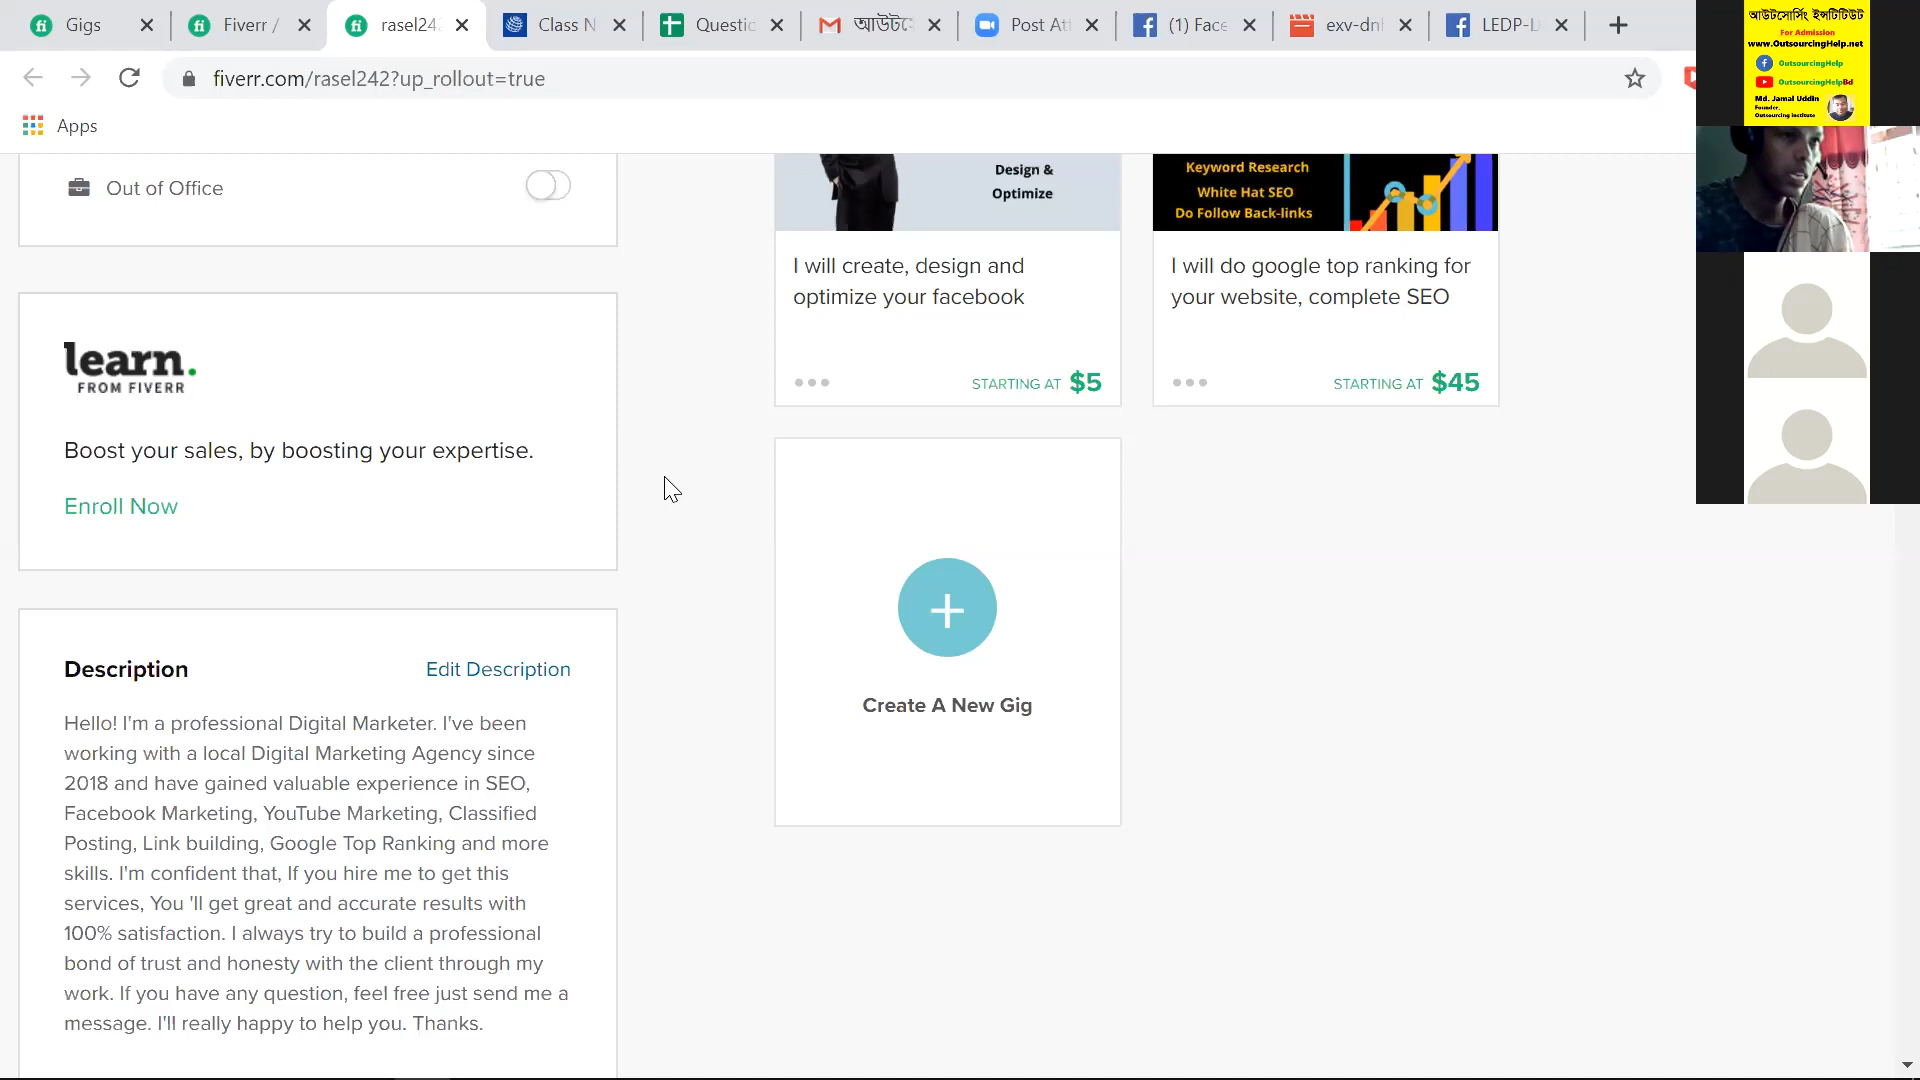 Gigs
Fiverr /
rasel24
Class N
Questic
আউটসে
Post Att
(1) Face
exv-dnl
LEDP-L
fiverr.com/rasel242?up_rollout=true
Apps
Out of Office
learn.
FROM FIVERR
Boost your sales, by boosting your expertise.
Enroll Now
Description
Edit Description
Hello! I'm a professional Digital Marketer. I've been
working with a local Digital Marketing Agency since
2018 and have gained valuable experience in SEO,
Facebook Marketing, YouTube Marketing, Classified
Posting, Link building, Google Top Ranking and more
skills. I'm confident that, If you hire me to get this
services, You 'll get great and accurate results with
100% satisfaction. I always try to build a professional
bond of trust and honesty with the client through my
work. If you have any question, feel free just send me a
message. I'll really happy to help you. Thanks.
Design &
Optimize
I will create, design and
optimize your facebook
STARTING AT $5
Keyword Research
White Hat SEO
Do Follow Back-links
I will do google top ranking for
your website, complete SEO
STARTING AT $45
Create A New Gig
আউটসোর্সিং ইন্সটিটিউট
For Admission
www.OutsourcingHelp.net
OutsourcingHelp
OutsourcingHelpBd
Md. Jamal Uddin
Founder,
Outsourcing Institute